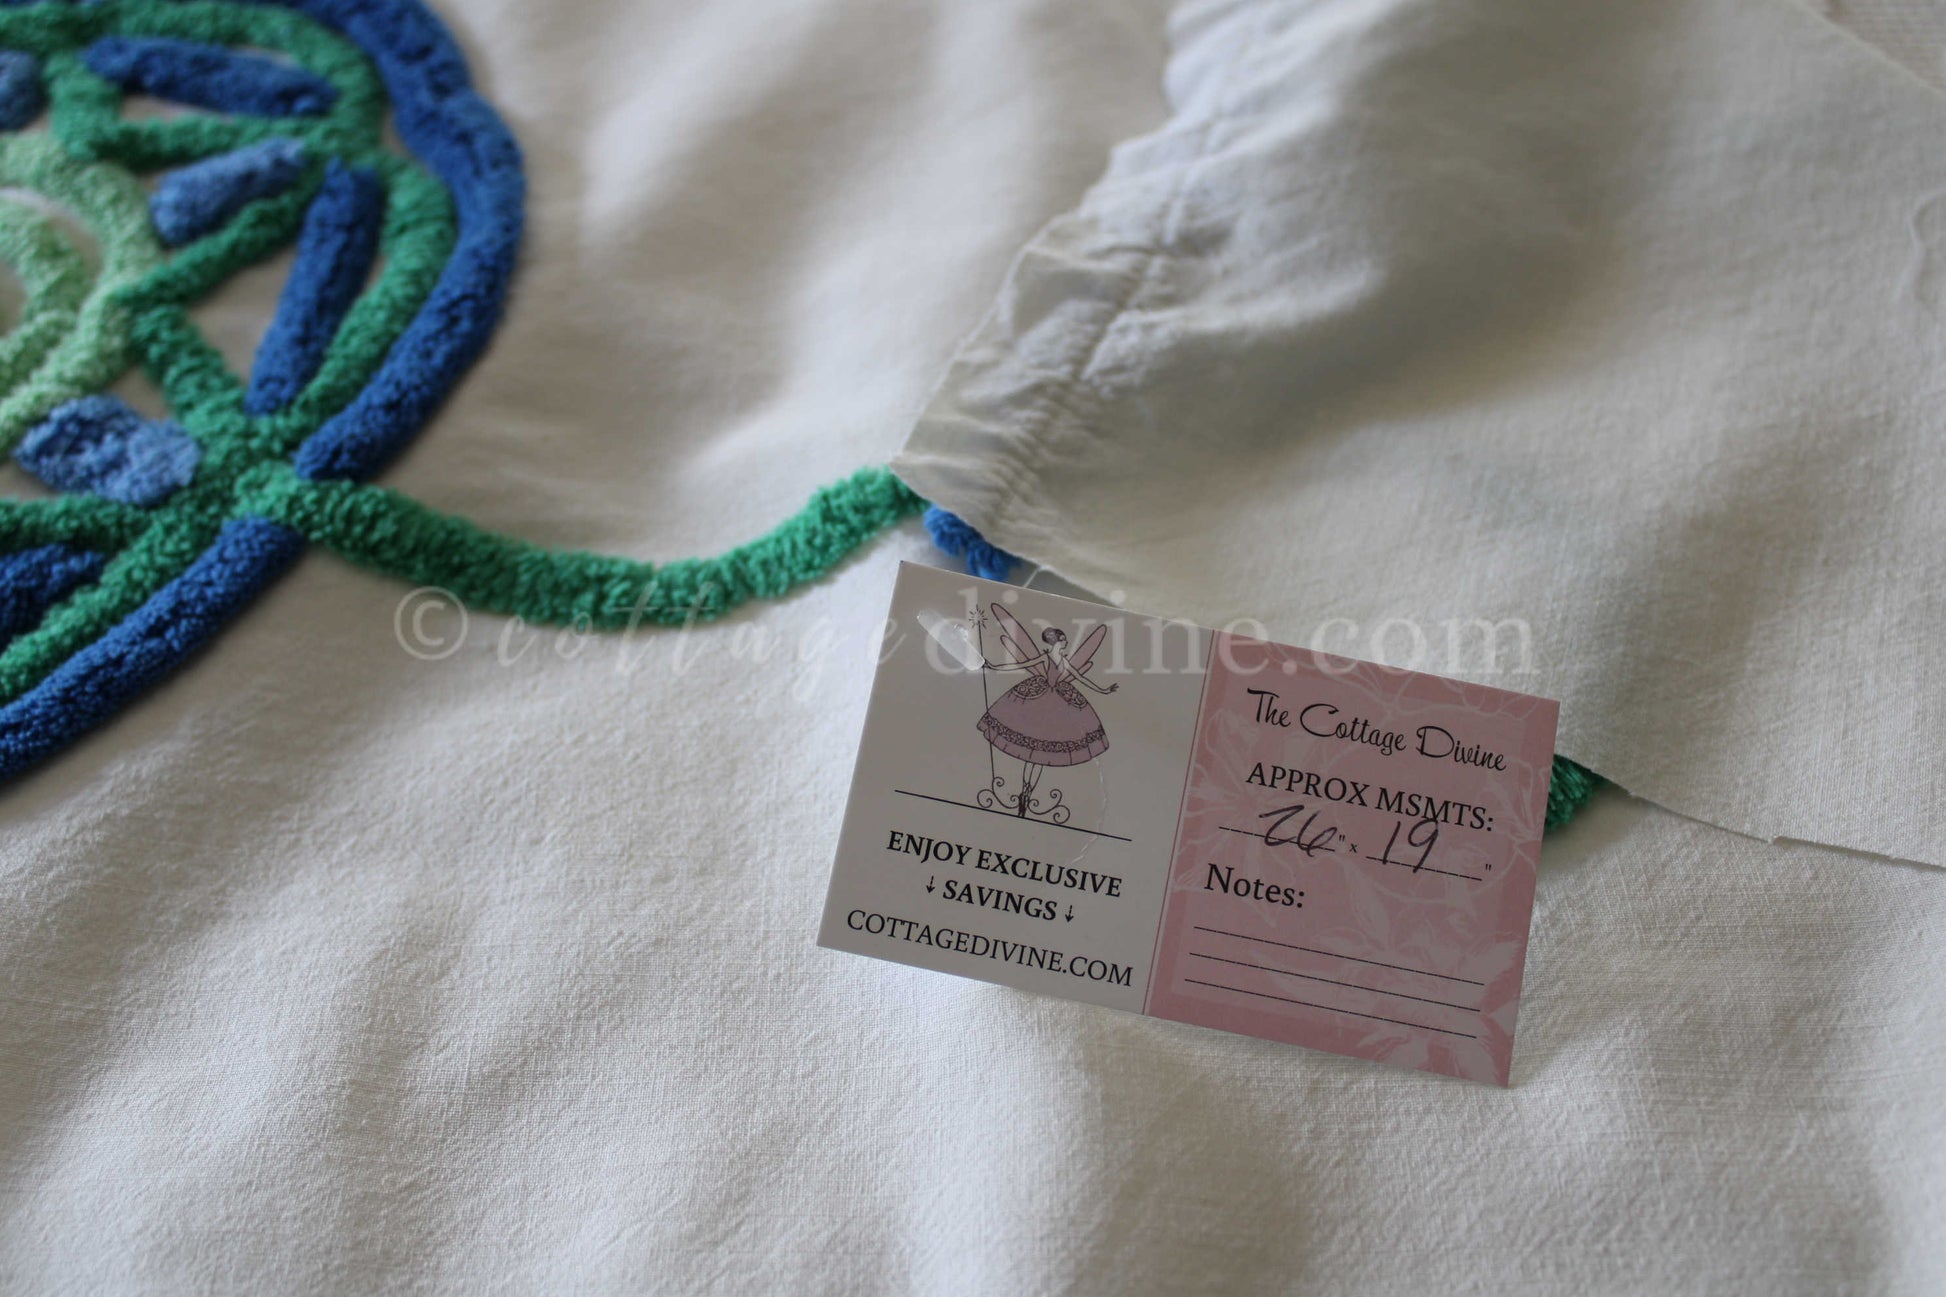 © cottagedivine.com
The Cottage Divine
APPROX MSMTS:
26" x 19"
Notes:
ENJOY EXCLUSIVE
↓ SAVINGS ↓
COTTAGEDIVINE.COM